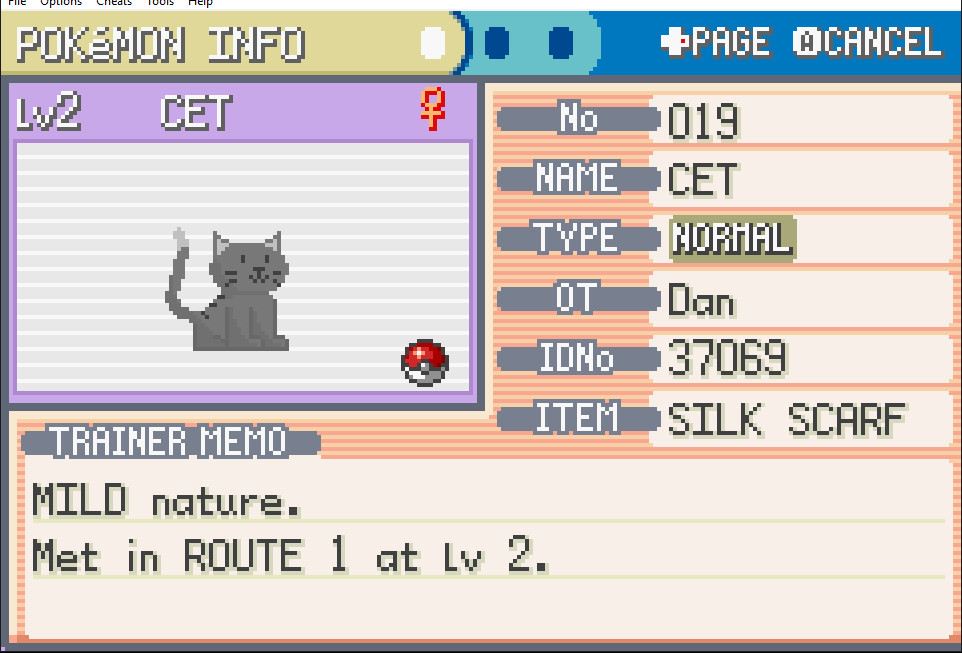 File Options Cheats Tools Help
POKéMON INFO PAGE A CANCEL
Lv2 CET ♀
No 019
NAME CET
TYPE NORMAL
OT Dan
IDNo 37069
ITEM SILK SCARF
TRAINER MEMO
MILD nature.
Met in ROUTE 1 at Lv 2.